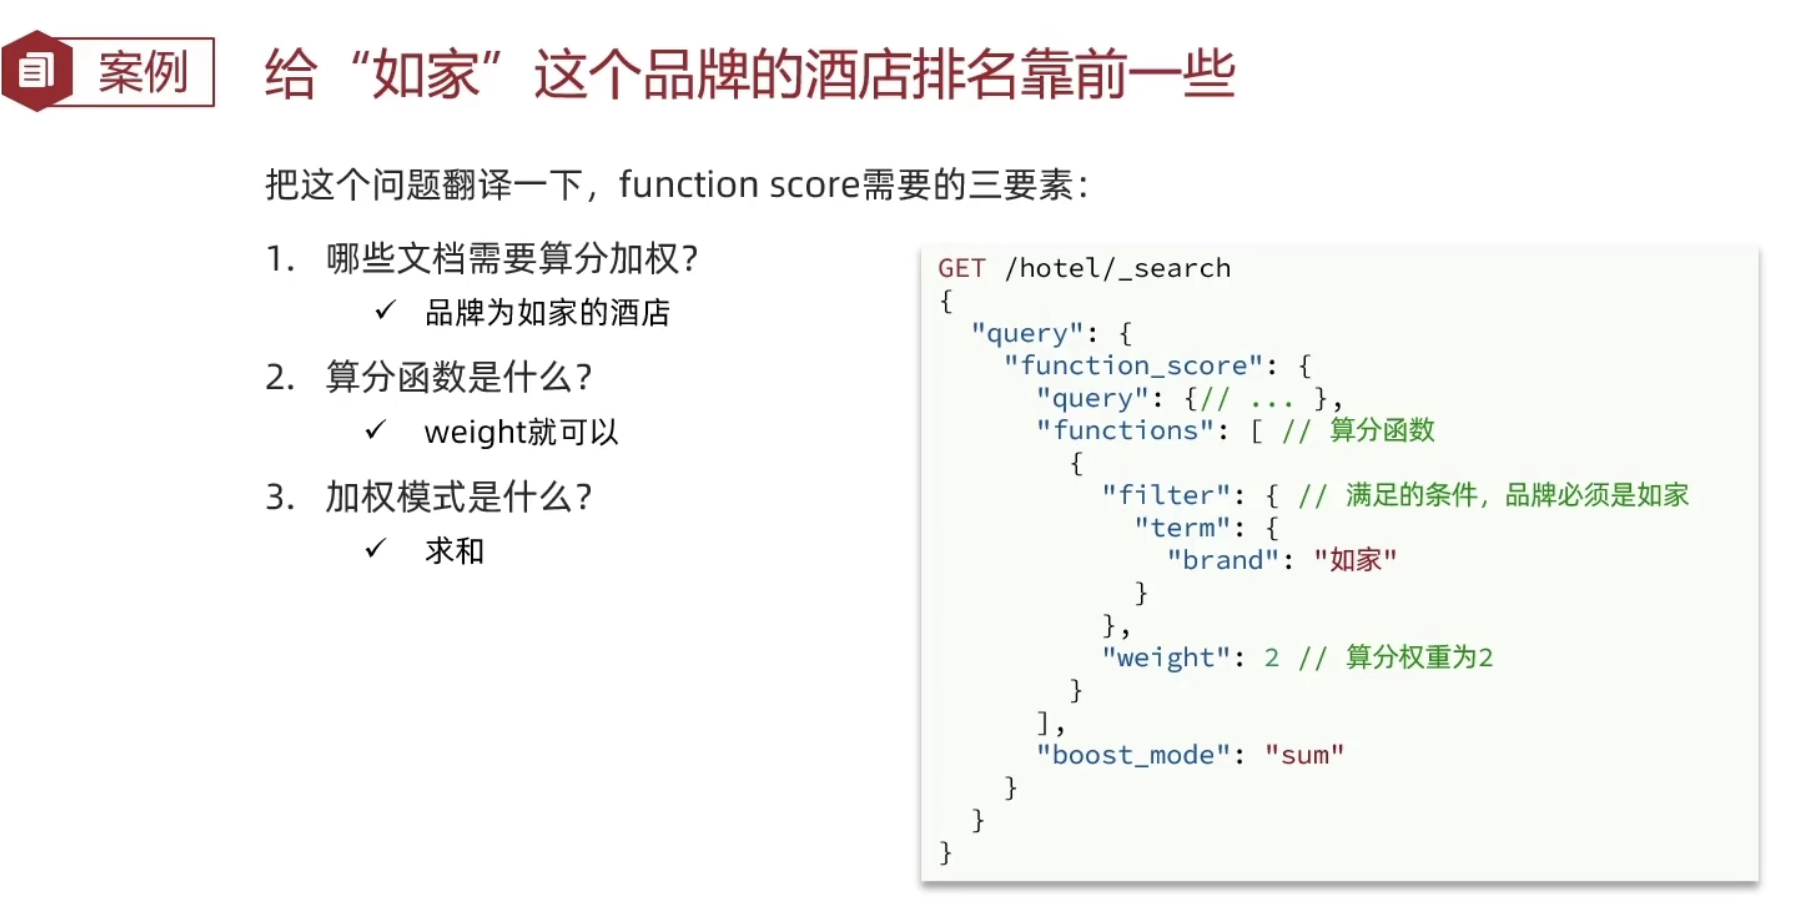 案例
给“如家”这个品牌的酒店排名靠前一些
把这个问题翻译一下，function score需要的三要素：
1. 哪些文档需要算分加权？
✓ 品牌为如家的酒店
2. 算分函数是什么？
✓ weight就可以
3. 加权模式是什么？
✓ 求和
GET /hotel/_search
{
  "query": {
    "function_score": {
      "query": {// ... },
      "functions": [ // 算分函数
        {
          "filter": { // 满足的条件，品牌必须是如家
            "term": {
              "brand": "如家"
            }
          },
          "weight": 2 // 算分权重为2
        }
      ],
      "boost_mode": "sum"
    }
  }
}